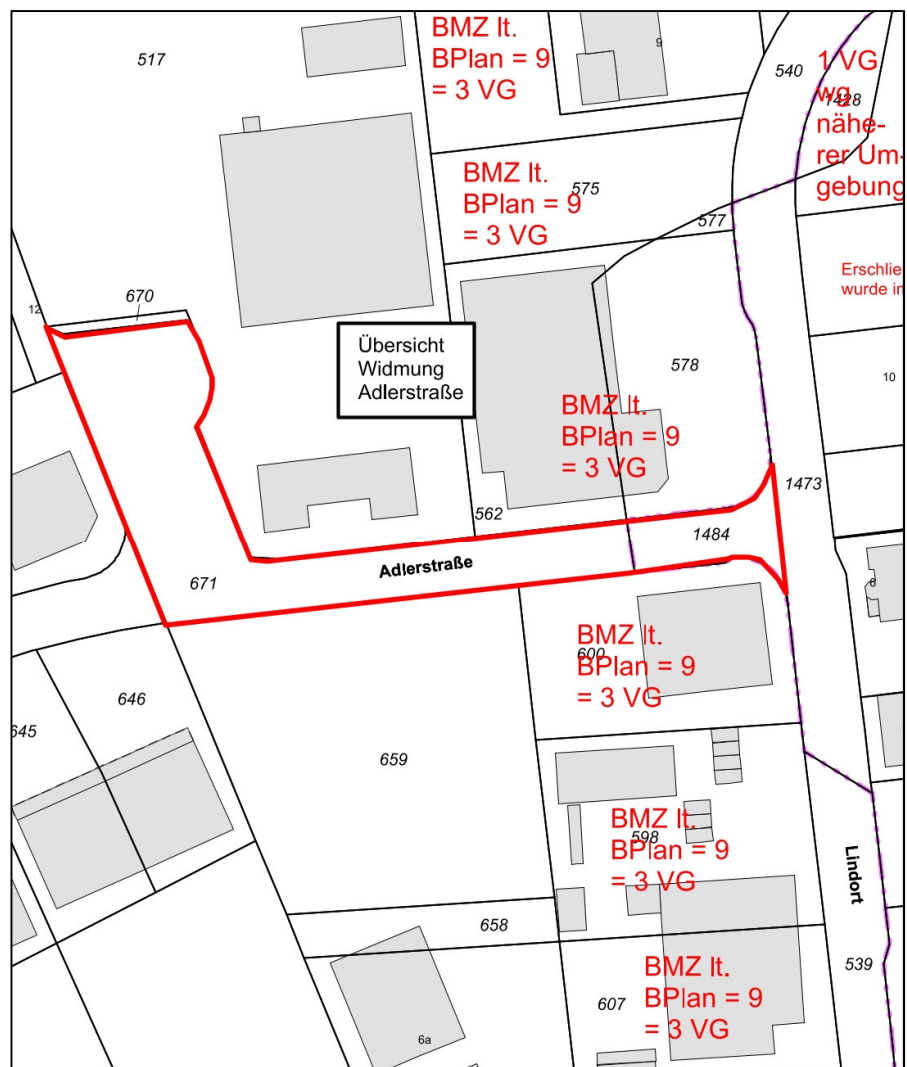 517
BMZ lt.
BPlan = 9
= 3 VG
9
540
1 VG
wg
1428
nähe-
rer Um-
gebung
BMZ lt.
BPlan = 9
= 3 VG
575
577
Erschlie
wurde in
670
12
Übersicht
Widmung
Adlerstraße
578
10
BMZ lt.
BPlan = 9
= 3 VG
1473
562
1484
Adlerstraße
671
6
BMZ lt.
BPlan = 9
= 3 VG
600
646
645
659
BMZ lt.
BPlan = 9
= 3 VG
598
Lindort
658
539
BMZ lt.
BPlan = 9
= 3 VG
607
6a